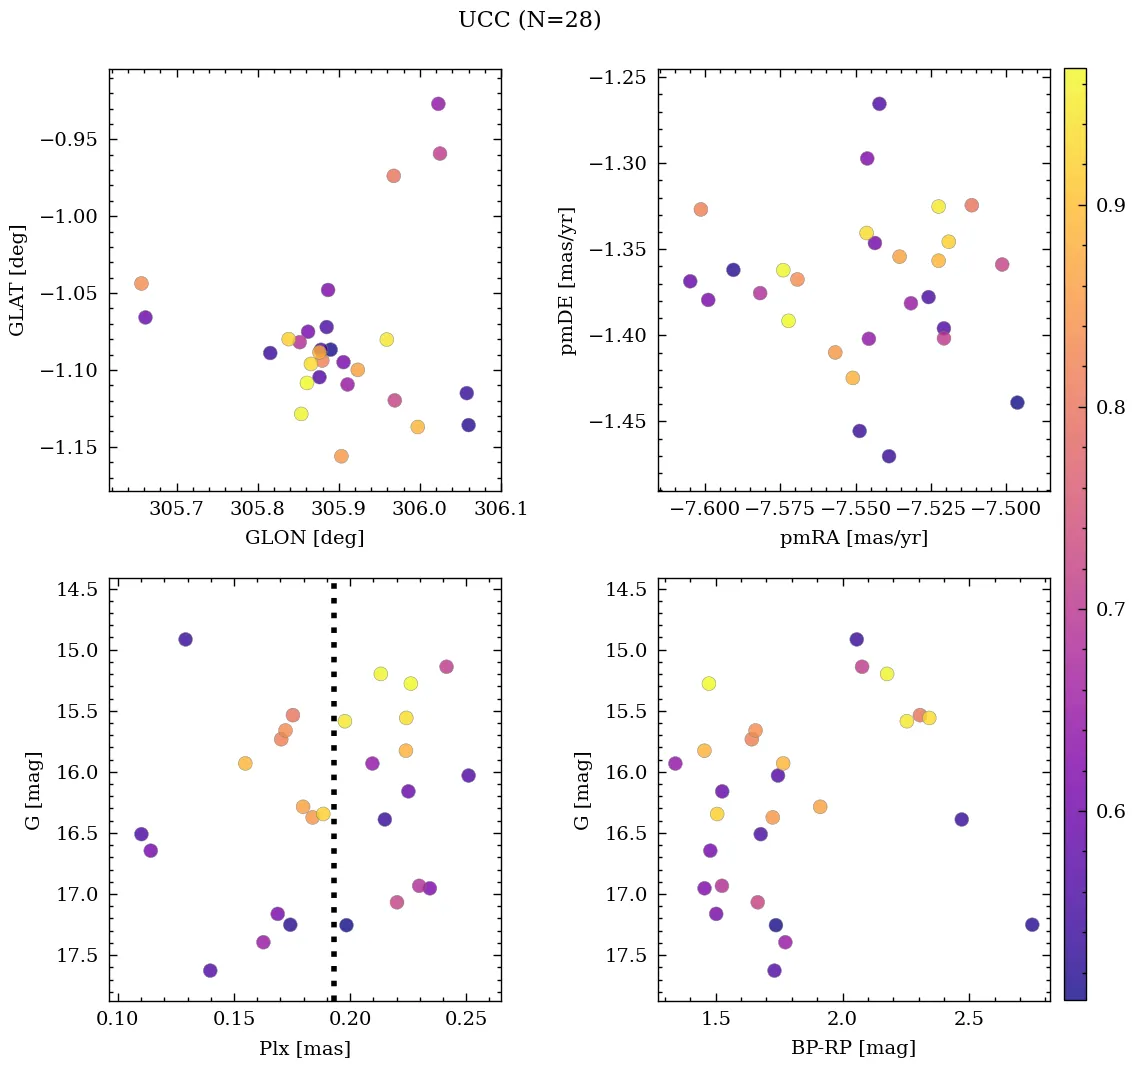 UCC (N=28)
−0.95
−1.00
−1.05
−1.10
−1.15
GLAT [deg]
305.7 305.8 305.9 306.0 306.1
GLON [deg]
−1.25
−1.30
−1.35
−1.40
−1.45
pmDE [mas/yr]
−7.600 −7.575 −7.550 −7.525 −7.500
pmRA [mas/yr]
0.9
0.8
0.7
0.6
14.5
15.0
15.5
16.0
16.5
17.0
17.5
G [mag]
0.10 0.15 0.20 0.25
Plx [mas]
14.5
15.0
15.5
16.0
16.5
17.0
17.5
G [mag]
1.5 2.0 2.5
BP-RP [mag]